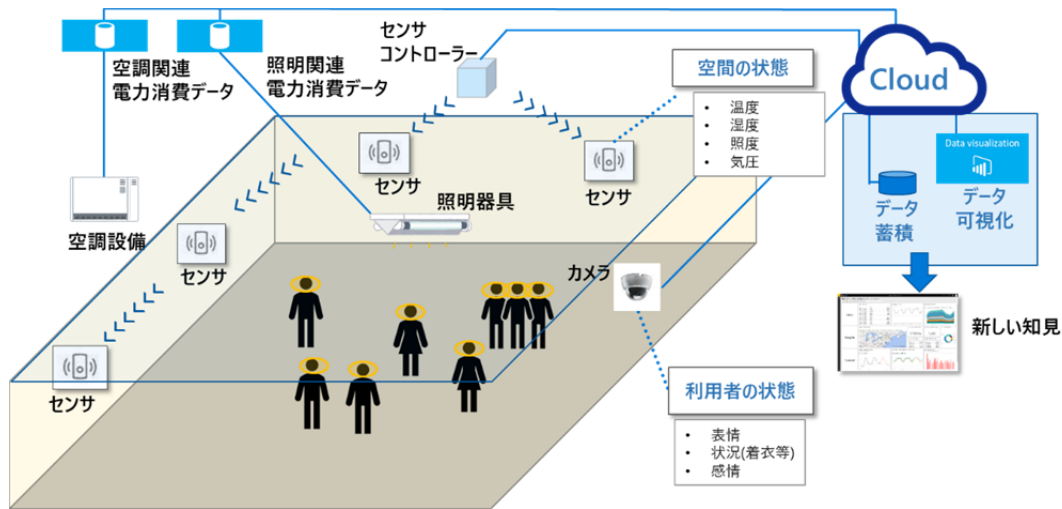 空調関連
電力消費データ
照明関連
電力消費データ
センサ
コントローラー
空間の状態
• 温度
• 湿度
• 照度
• 気圧
Cloud
Data visualization
データ
蓄積
データ
可視化
新しい知見
空調設備
センサ
センサ
センサ
センサ
照明器具
カメラ
利用者の状態
• 表情
• 状況(着衣等)
• 感情